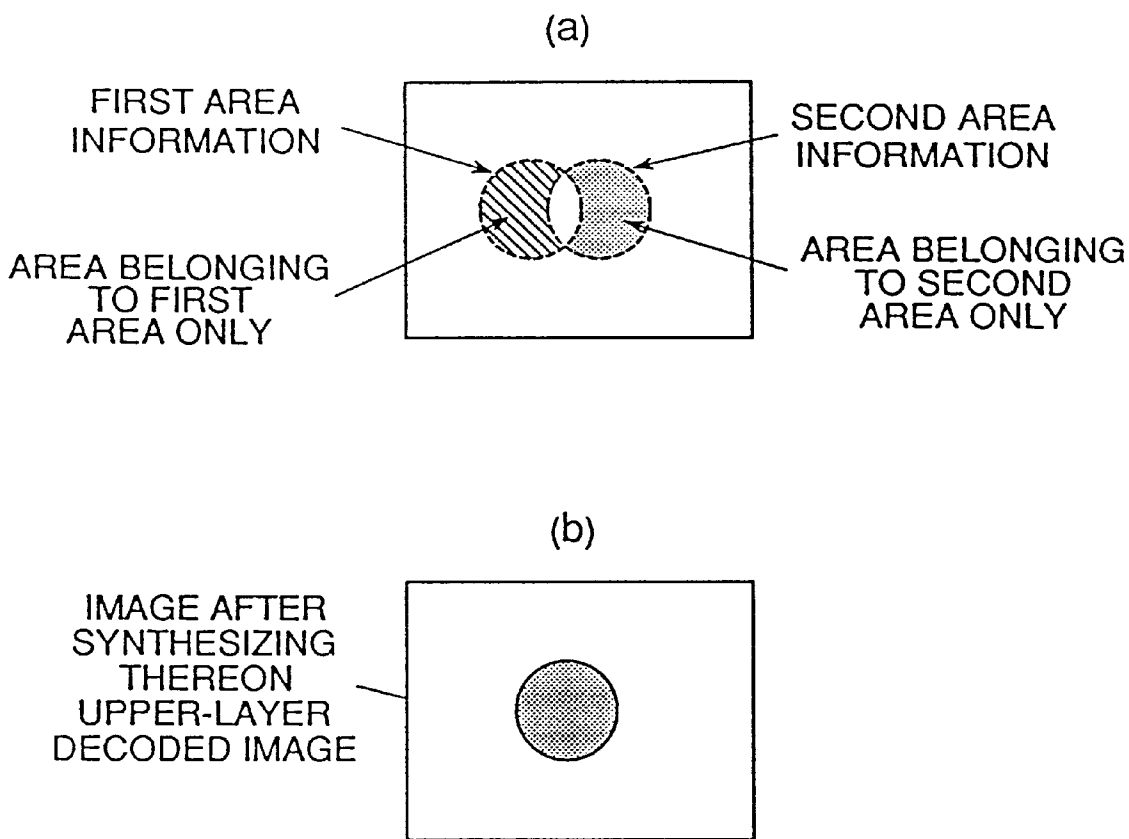 (a)
FIRST AREA
INFORMATION
SECOND AREA
INFORMATION
AREA BELONGING
TO FIRST
AREA ONLY
AREA BELONGING
TO SECOND
AREA ONLY
(b)
IMAGE AFTER
SYNTHESIZING
THEREON
UPPER-LAYER
DECODED IMAGE